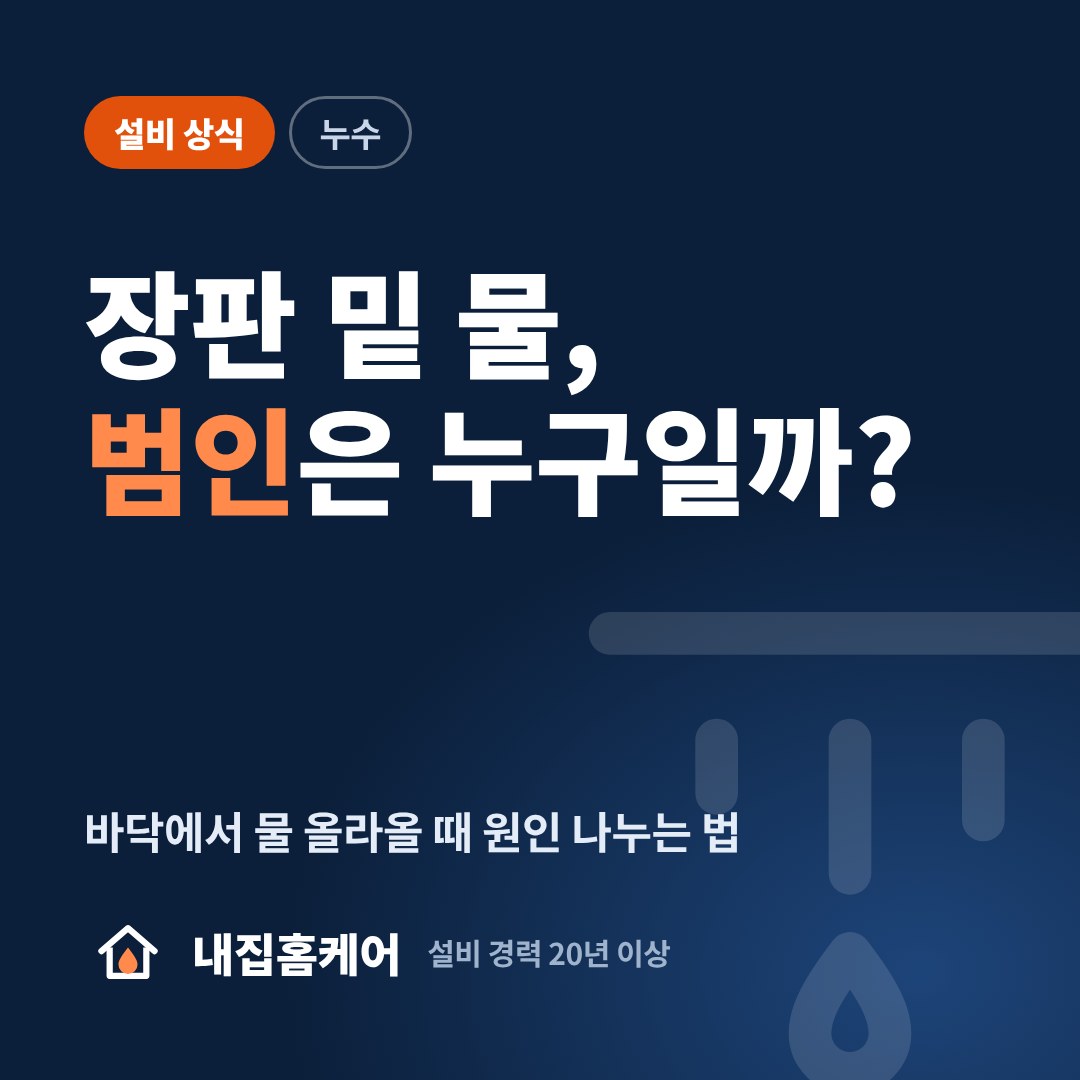 설비 상식 누수
장판 밑 물,
범인은 누구일까?
바닥에서 물 올라올 때 원인 나누는 법
내집홈케어 설비 경력 20년 이상